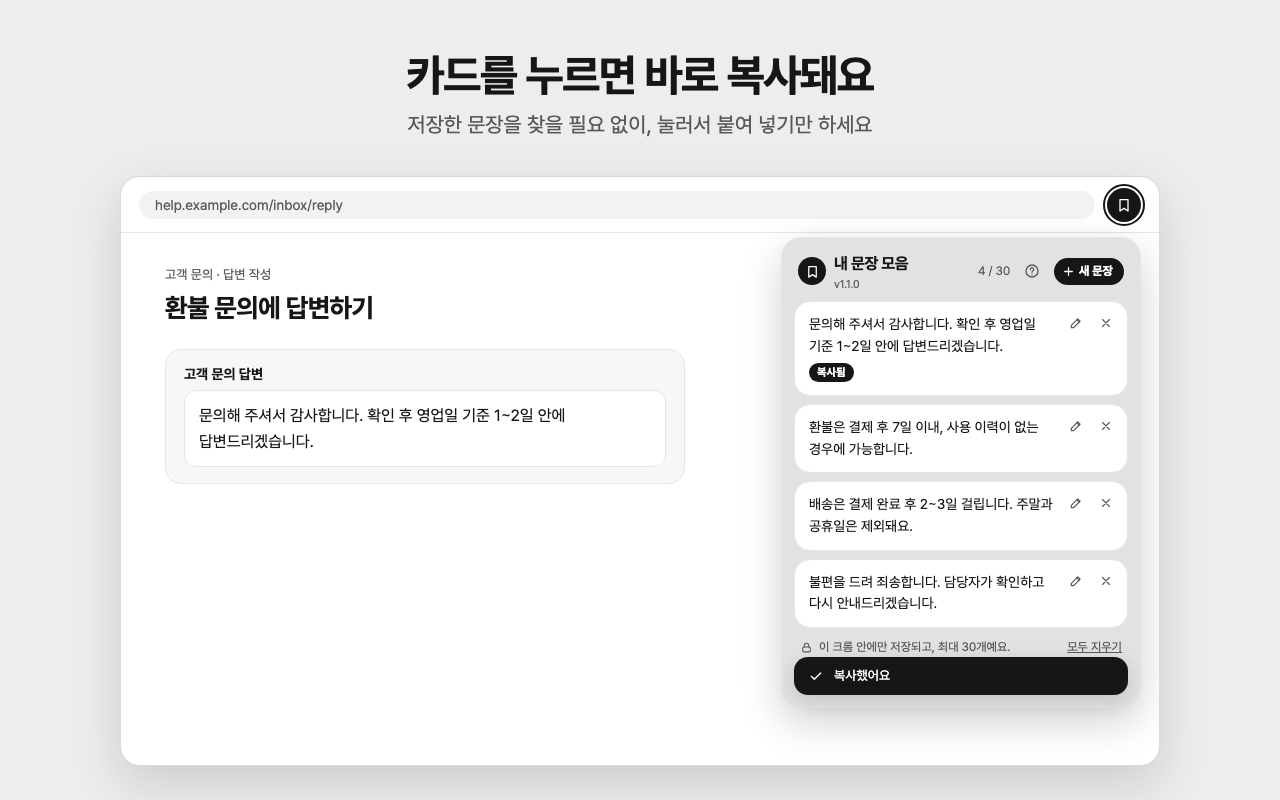 카드를 누르면 바로 복사돼요
저장한 문장을 찾을 필요 없이, 눌러서 붙여 넣기만 하세요
help.example.com/inbox/reply
고객 문의 · 답변 작성
환불 문의에 답변하기
고객 문의 답변
문의해 주셔서 감사합니다. 확인 후 영업일 기준 1~2일 안에
답변드리겠습니다.
내 문장 모음
v1.1.0
4 / 30
+ 새 문장
문의해 주셔서 감사합니다. 확인 후 영업일
기준 1~2일 안에 답변드리겠습니다.
복사됨
환불은 결제 후 7일 이내, 사용 이력이 없는
경우에 가능합니다.
배송은 결제 완료 후 2~3일 걸립니다. 주말과
공휴일은 제외돼요.
불편을 드려 죄송합니다. 담당자가 확인하고
다시 안내드리겠습니다.
이 크롬 안에만 저장되고, 최대 30개예요.
모두 지우기
복사했어요